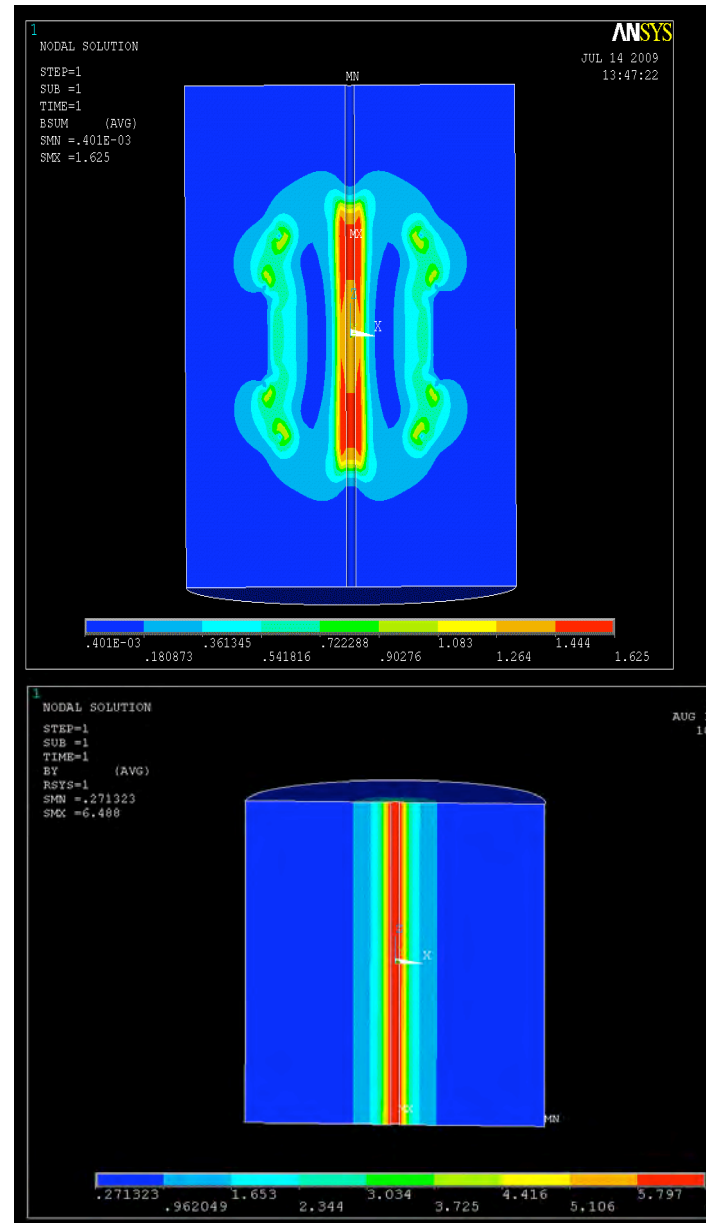 1
NODAL SOLUTION
STEP=1
SUB =1
TIME=1
BSUM (AVG)
SMN =.401E-03
SMX =1.625
ANSYS
JUL 14 2009
13:47:22
MN
MX
Z
X
.401E-03 .361345 .722288 1.083 1.444
.180873 .541816 .90276 1.264 1.625
1
NODAL SOLUTION
STEP=1
SUB =1
TIME=1
BY (AVG)
RSYS=1
SMN =.271323
SMX =6.488
AUG
X
MX
MN
.271323 1.653 3.034 4.416 5.797
.962049 2.344 3.725 5.106